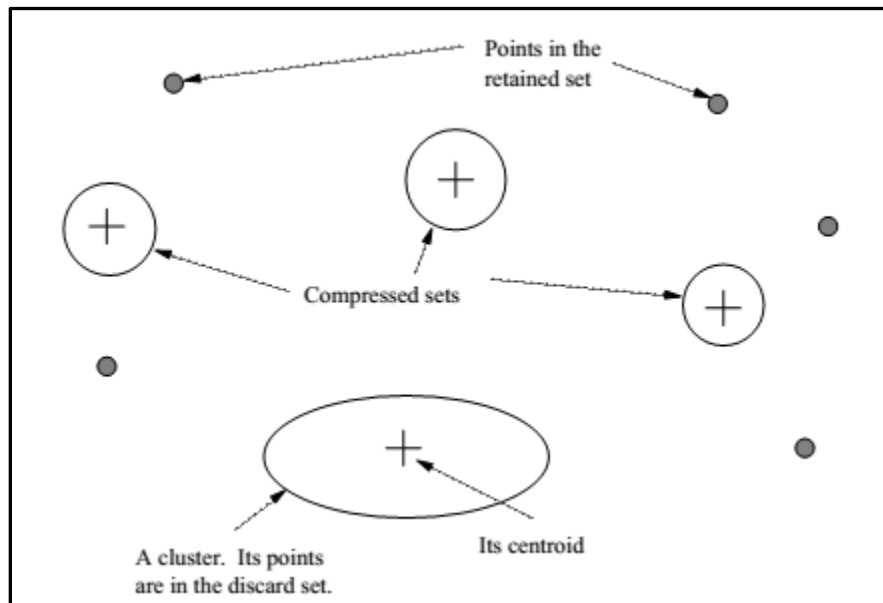 Points in the
retained set
Compressed sets
A cluster. Its points
are in the discard set.
Its centroid